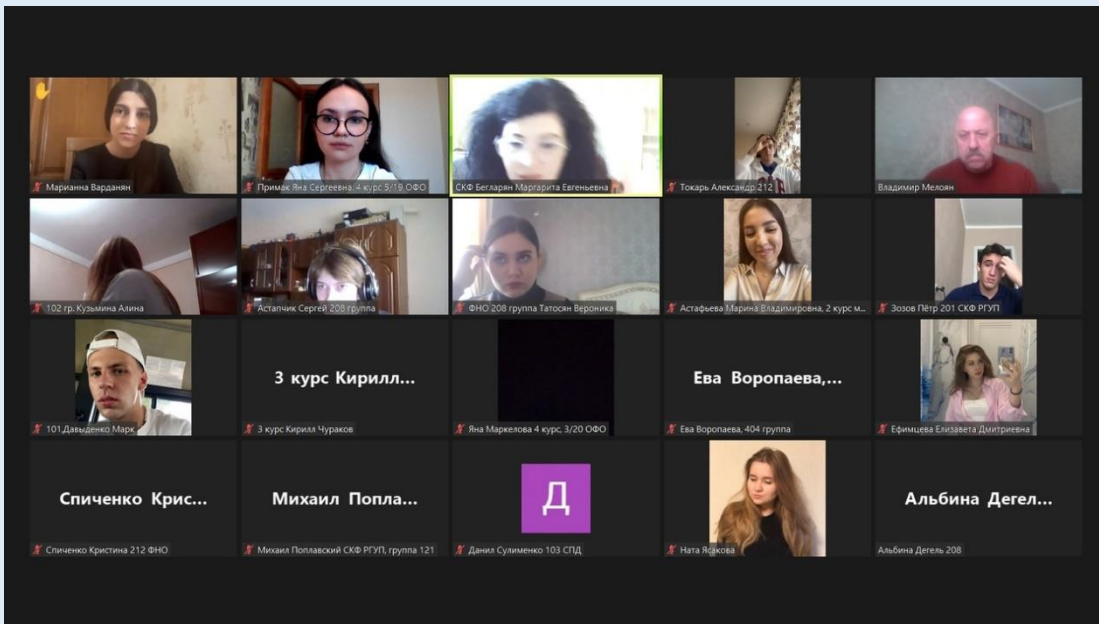 Марианна Варданян
Примак Яна Сергеевна, 4 курс 5/19 ОФО
СКФ Бегларян Маргарита Евгеньевна
Токарь Александр 212
Владимир Мелоян
102 гр. Кузьмина Алина
Астапчик Сергей 208 группа
ФНО 208 группа Татосян Вероника
Астафьева Марина Владимировна, 2 курс м...
Зозов Пётр 201 СКФ РГУП
101,Давыденко Марк
3 курс Кирилл...
3 курс Кирилл Чураков
Яна Маркелова 4 курс, 3/20 ОФО
Ева Воропаева,...
Ева Воропаева, 404 группа
Ефимцева Елизавета Дмитриевна
Спиченко Крис...
Спиченко Кристина 212 ФНО
Михаил Попла...
Михаил Поплавский СКФ РГУП, группа 121
Д
Данил Сулименко 103 СПД
Ната Ясакова
Альбина Дегел...
Альбина Дегель 208